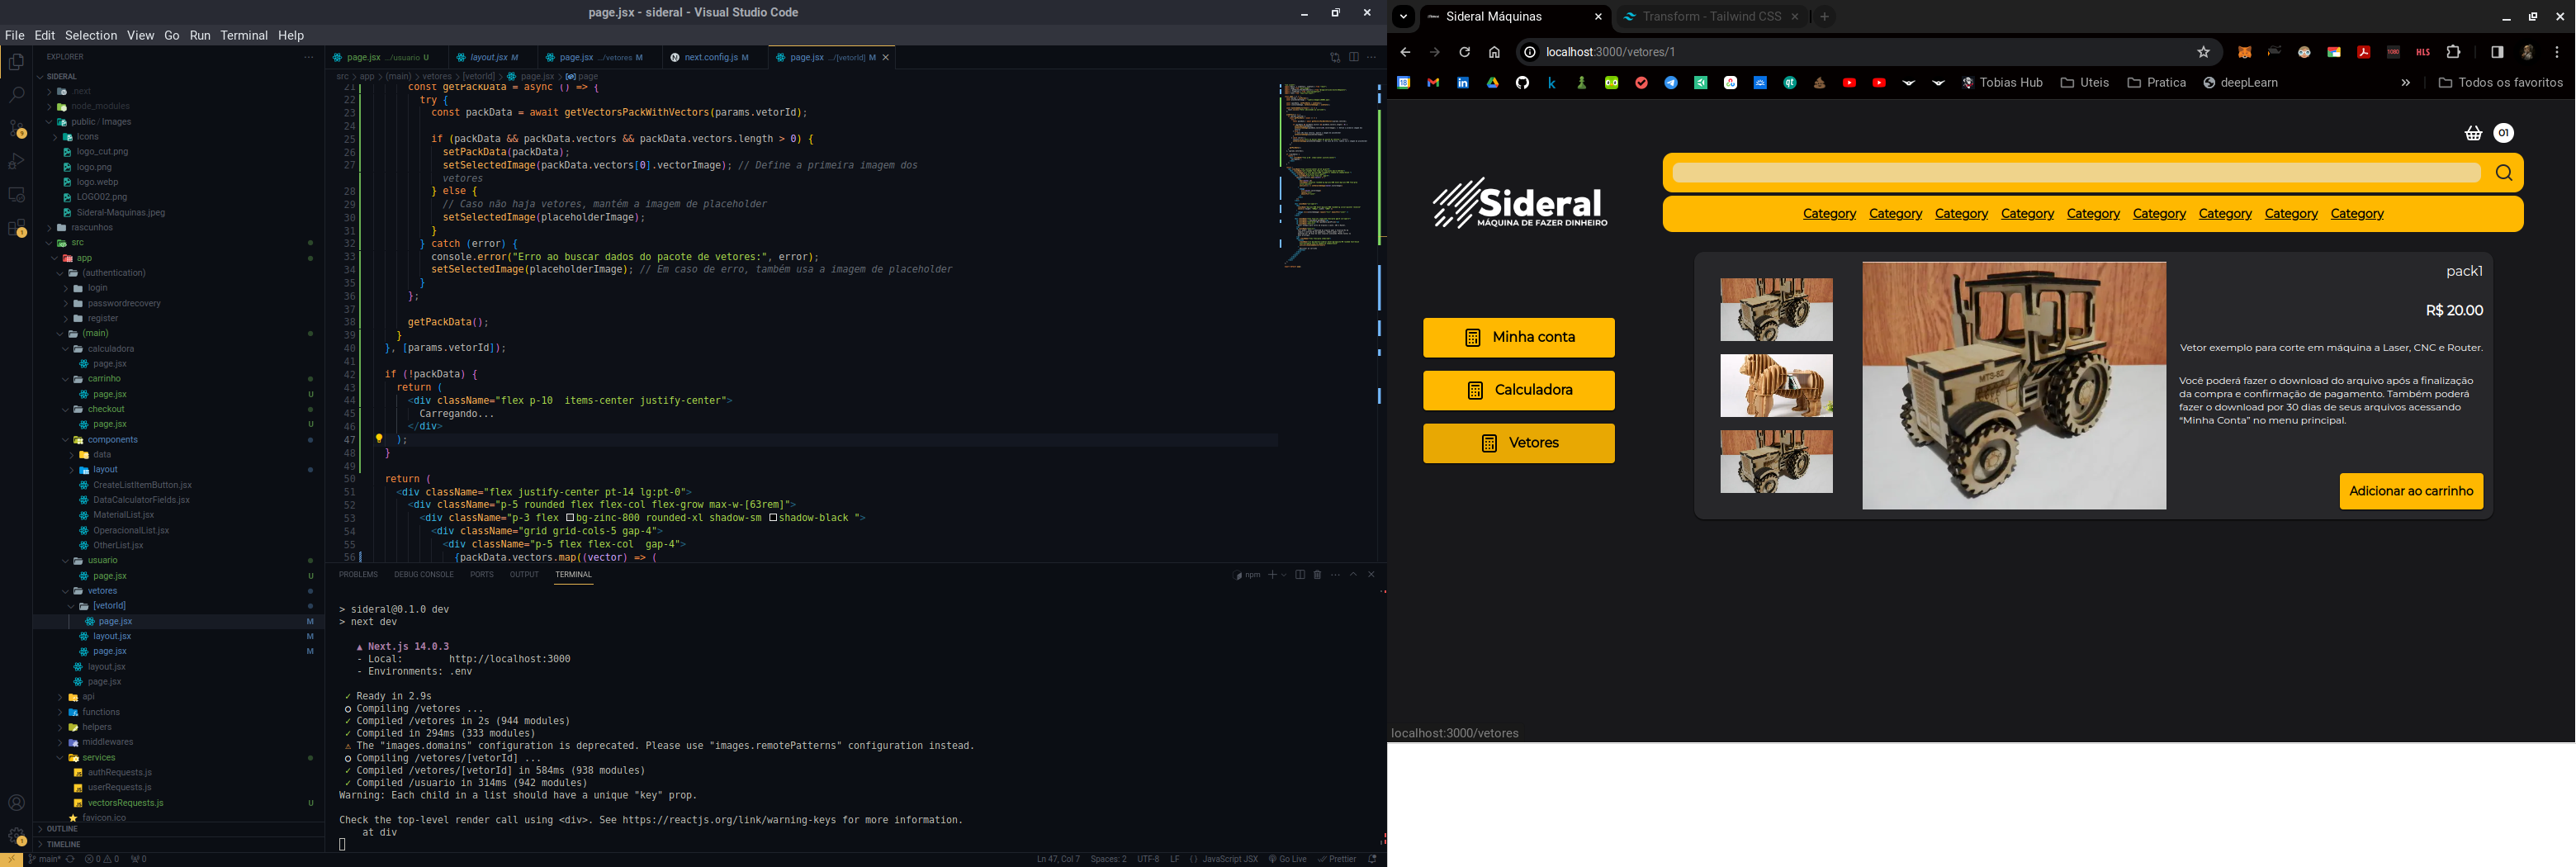 page.jsx - sideral - Visual Studio Code
File Edit Selection View Go Run Terminal Help
EXPLORER
SIDERAL
.next
node_modules
public / Images
Icons
logo_cut.png
logo.png
logo.webp
LOGO02.png
Sideral-Maquinas.jpeg
rascunhos
src
app
(authentication)
login
passwordrecovery
register
(main)
calculadora
page.jsx
carrinho
page.jsx U
checkout
page.jsx U
components
data
layout
CreateListItemButton.jsx
DataCalculatorFields.jsx
MaterialList.jsx
OperacionalList.jsx
OtherList.jsx
usuario
page.jsx U
vetores
[vetorId]
page.jsx M
layout.jsx M
page.jsx M
layout.jsx
page.jsx
api
functions
helpers
middlewares
services
authRequests.js
userRequests.js
vectorsRequests.js U
favicon.ico
OUTLINE
TIMELINE
page.jsx .../usuario U
layout.jsx M
page.jsx .../vetores M
next.config.js M
page.jsx .../[vetorId] M
src > app > (main) > vetores > [vetorId] > page.jsx > page
21 const getPackData = async () => {
22 try {
23 const packData = await getVectorsPackWithVectors(params.vetorId);
24
25 if (packData && packData.vectors && packData.vectors.length > 0) {
26 setPackData(packData);
27 setSelectedImage(packData.vectors[0].vectorImage); // Define a primeira imagem dos
vetores
28 } else {
29 // Caso não haja vetores, mantém a imagem de placeholder
30 setSelectedImage(placeholderImage);
31 }
32 } catch (error) {
33 console.error("Erro ao buscar dados do pacote de vetores:", error);
34 setSelectedImage(placeholderImage); // Em caso de erro, também usa a imagem de placeholder
35 }
36 };
37
38 getPackData();
39 }
40 }, [params.vetorId]);
41
42 if (!packData) {
43 return (
44 <div className="flex p-10  items-center justify-center">
45 Carregando...
46 </div>
47 );
48 }
49
50 return (
51 <div className="flex justify-center pt-14 lg:pt-0">
52 <div className="p-5 rounded flex flex-col flex-grow max-w-[63rem]">
53 <div className="p-3 flex bg-zinc-800 rounded-xl shadow-sm shadow-black ">
54 <div className="grid grid-cols-5 gap-4">
55 <div className="p-5 flex flex-col  gap-4">
56 {packData.vectors.map((vector) => (
PROBLEMS DEBUG CONSOLE PORTS OUTPUT TERMINAL
npm
> sideral@0.1.0 dev
> next dev
▲ Next.js 14.0.3
- Local: http://localhost:3000
- Environments: .env
✓ Ready in 2.9s
○ Compiling /vetores ...
✓ Compiled /vetores in 2s (944 modules)
✓ Compiled in 294ms (333 modules)
⚠ The "images.domains" configuration is deprecated. Please use "images.remotePatterns" configuration instead.
○ Compiling /vetores/[vetorId] ...
✓ Compiled /vetores/[vetorId] in 584ms (938 modules)
✓ Compiled /usuario in 314ms (942 modules)
Warning: Each child in a list should have a unique "key" prop.
Check the top-level render call using <div>. See https://reactjs.org/link/warning-keys for more information.
at div
main* 0 0 0
Ln 47, Col 7 Spaces: 2 UTF-8 LF {} JavaScript JSX Go Live Prettier
Sideral Máquinas
Transform - Tailwind CSS
localhost:3000/vetores/1
HLS
Tobias Hub Uteis Pratica deepLearn » Todos os favoritos
01
Sideral
MÁQUINA DE FAZER DINHEIRO
Category Category Category Category Category Category Category Category Category
Minha conta
Calculadora
Vetores
MTS-82
pack1
R$ 20.00
Vetor exemplo para corte em máquina a Laser, CNC e Router.
Você poderá fazer o download do arquivo após a finalização
da compra e confirmação de pagamento. Também poderá
fazer o download por 30 dias de seus arquivos acessando
"Minha Conta" no menu principal.
Adicionar ao carrinho
localhost:3000/vetores